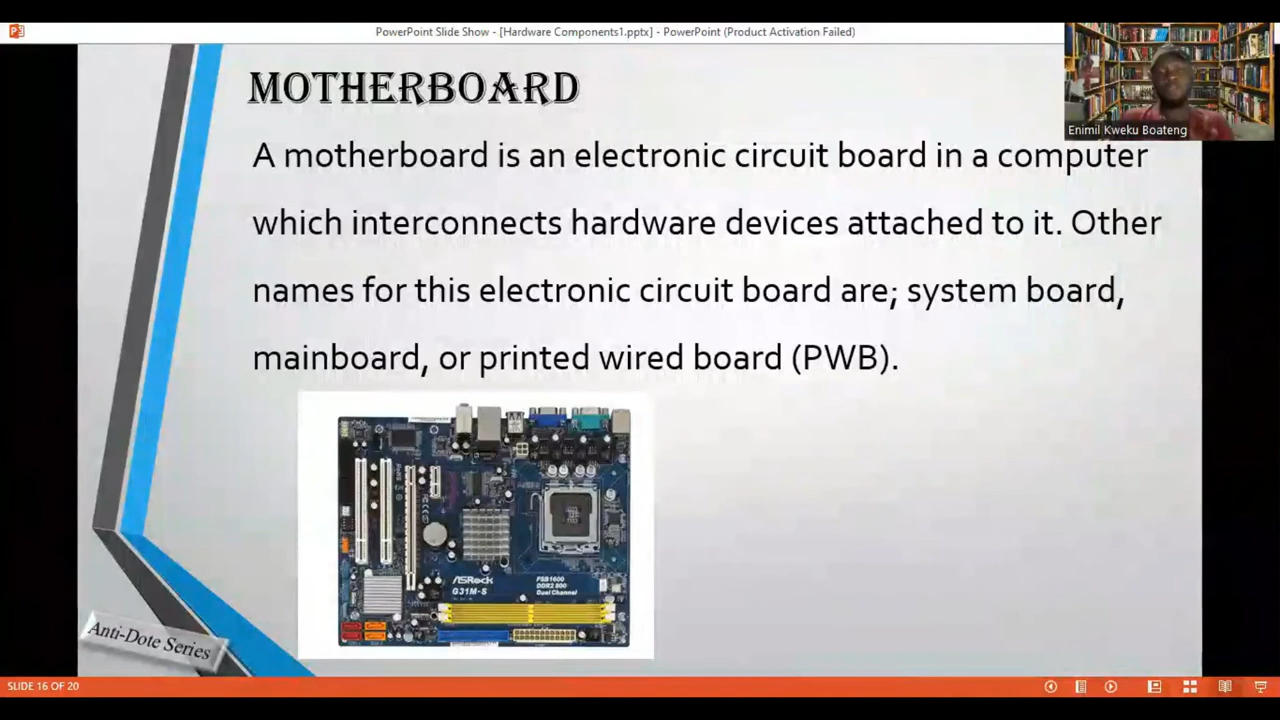 PowerPoint Slide Show - [Hardware Components1.pptx] - PowerPoint (Product Activation Failed)
MOTHERBOARD
Enimil Kweku Boateng
A motherboard is an electronic circuit board in a computer
which interconnects hardware devices attached to it. Other
names for this electronic circuit board are; system board,
mainboard, or printed wired board (PWB).
ASRock
G31M-S
FSB1600
DDR2 800
Dual Channel
Anti-Dote Series
SLIDE 16 OF 20